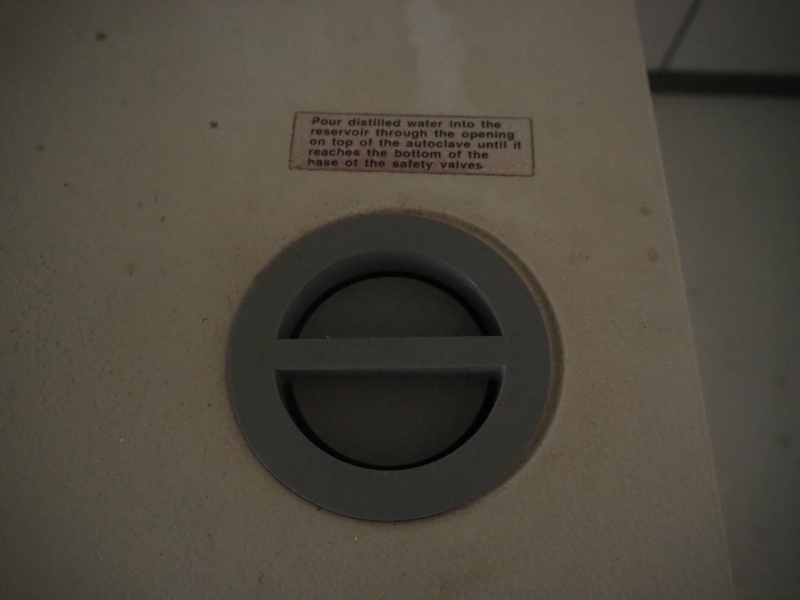 Pour distilled water into the
reservoir through the opening
on top of the autoclave until it
reaches the bottom of the
base of the safety valves